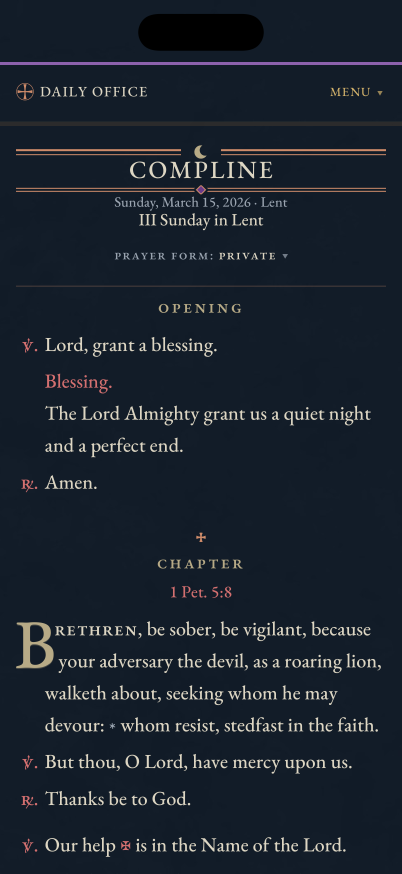 DAILY OFFICE
MENU ▼
COMPLINE
Sunday, March 15, 2026 · Lent
III Sunday in Lent
PRAYER FORM: PRIVATE ▼
OPENING
℣. Lord, grant a blessing.
Blessing.
The Lord Almighty grant us a quiet night
and a perfect end.
℟. Amen.
✠
CHAPTER
1 Pet. 5:8
BRETHREN, be sober, be vigilant, because
your adversary the devil, as a roaring lion,
walketh about, seeking whom he may
devour: * whom resist, stedfast in the faith.
℣. But thou, O Lord, have mercy upon us.
℟. Thanks be to God.
℣. Our help ✠ is in the Name of the Lord.